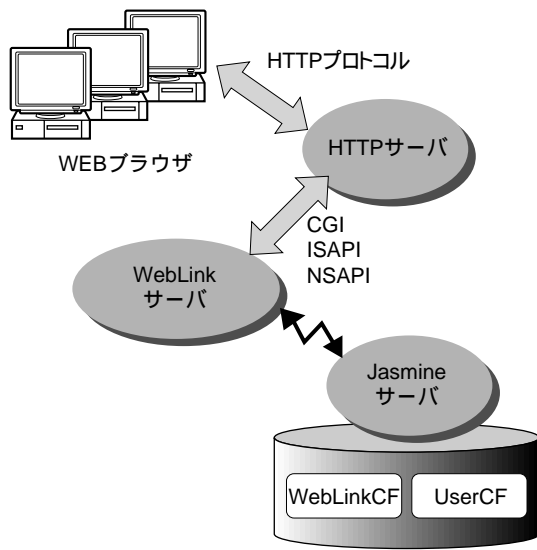 HTTPプロトコル
WEBブラウザ
HTTPサーバ
CGI
ISAPI
NSAPI
WebLink
サーバ
Jasmine
サーバ
WebLinkCF
UserCF